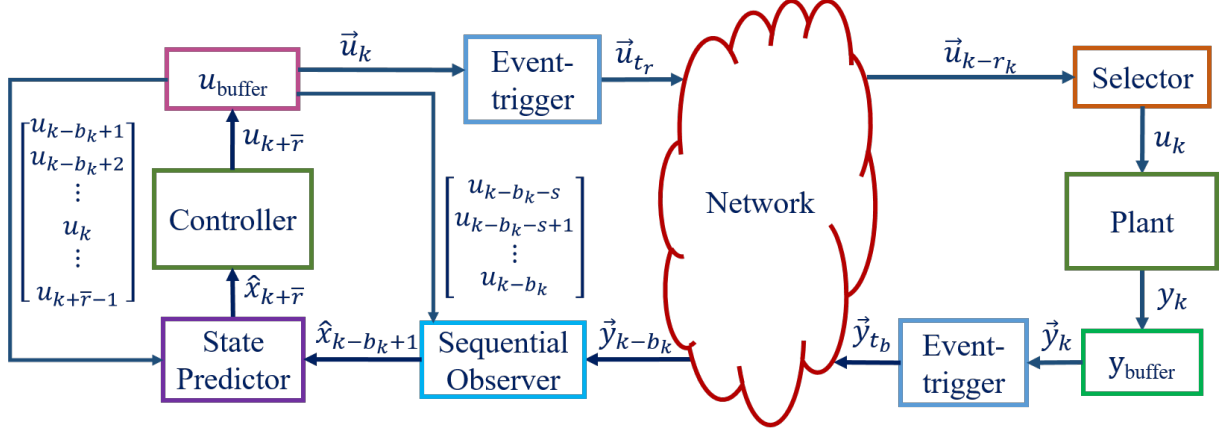 u⃗_k
u⃗_{t_r}
u⃗_{k−r_k}
u_buffer
Event-
trigger
Selector
u_{k+r̅}
u_k
[u_{k−b_k+1}
u_{k−b_k+2}
⋮
u_k
⋮
u_{k+r̅−1}]
Controller
[u_{k−b_k−s}
u_{k−b_k−s+1}
⋮
u_{k−b_k}]
Network
Plant
x̂_{k+r̅}
y_k
State
Predictor
x̂_{k−b_k+1}
Sequential
Observer
y⃗_{k−b_k}
y⃗_{t_b}
Event-
trigger
y⃗_k
y_buffer